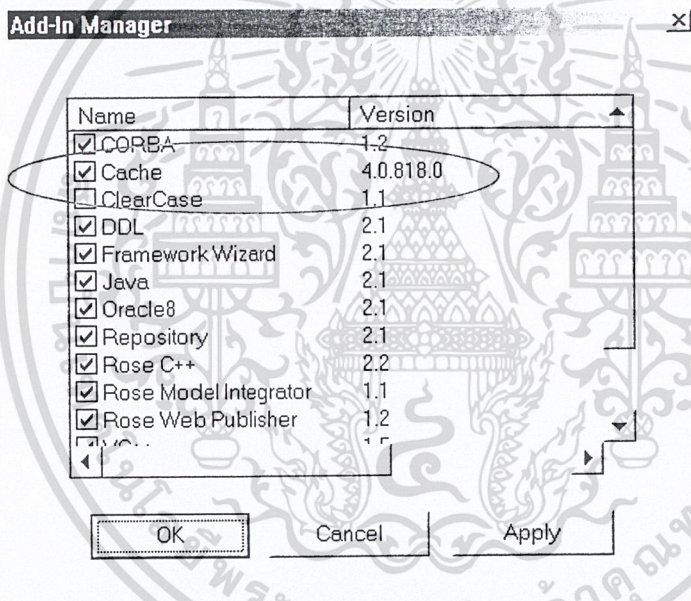 Add-In Manager
Name Version
CORBA 1.2
Cache 4.0.818.0
ClearCase 1.1
DDL 2.1
Framework Wizard 2.1
Java 2.1
Oracle8 2.1
Repository 2.1
Rose C++ 2.2
Rose Model Integrator 1.1
Rose Web Publisher 1.2
OK Cancel Apply